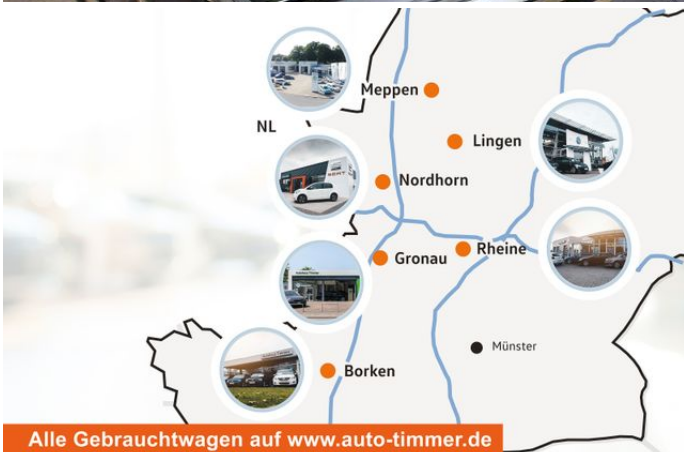 Meppen
NL
Lingen
Nordhorn
Gronau
Rheine
Münster
Borken
Alle Gebrauchtwagen auf www.auto-timmer.de